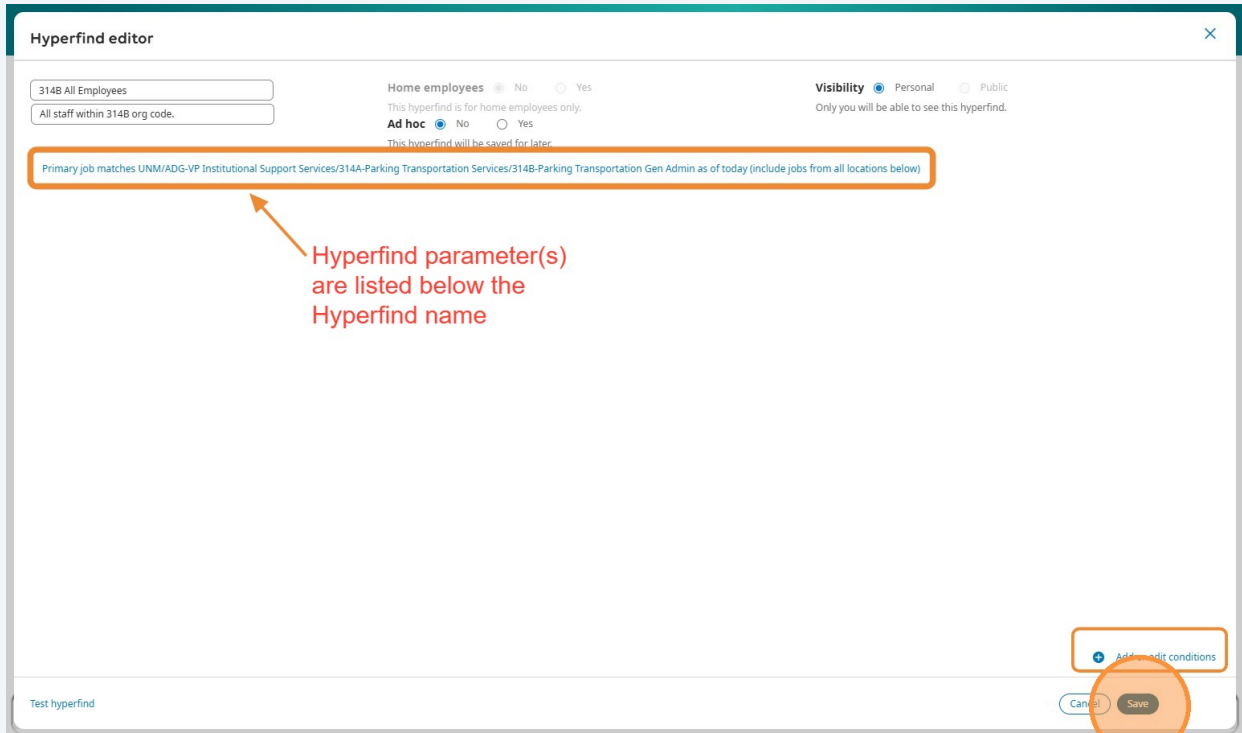 Hyperfind editor
314B All Employees
All staff within 314B org code.
Home employees No Yes
This hyperfind is for home employees only.
Ad hoc No Yes
This hyperfind will be saved for later.
Visibility Personal Public
Only you will be able to see this hyperfind.
Primary job matches UNM/ADG-VP Institutional Support Services/314A-Parking Transportation Services/314B-Parking Transportation Gen Admin as of today (include jobs from all locations below)
Hyperfind parameter(s)
are listed below the
Hyperfind name
Add or edit conditions
Test hyperfind
Cancel
Save